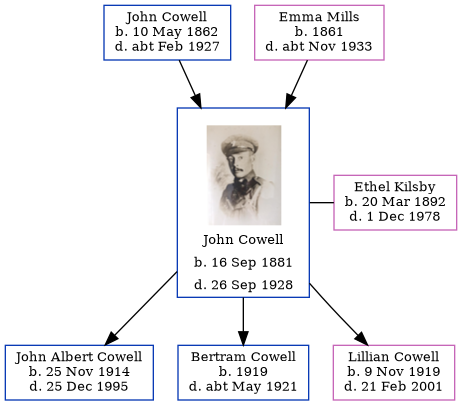 John Cowell
b. 10 May 1862
d. abt Feb 1927
Emma Mills
b. 1861
d. abt Nov 1933
John Cowell
b. 16 Sep 1881
d. 26 Sep 1928
Ethel Kilsby
b. 20 Mar 1892
d. 1 Dec 1978
John Albert Cowell
b. 25 Nov 1914
d. 25 Dec 1995
Bertram Cowell
b. 1919
d. abt May 1921
Lillian Cowell
b. 9 Nov 1919
d. 21 Feb 2001